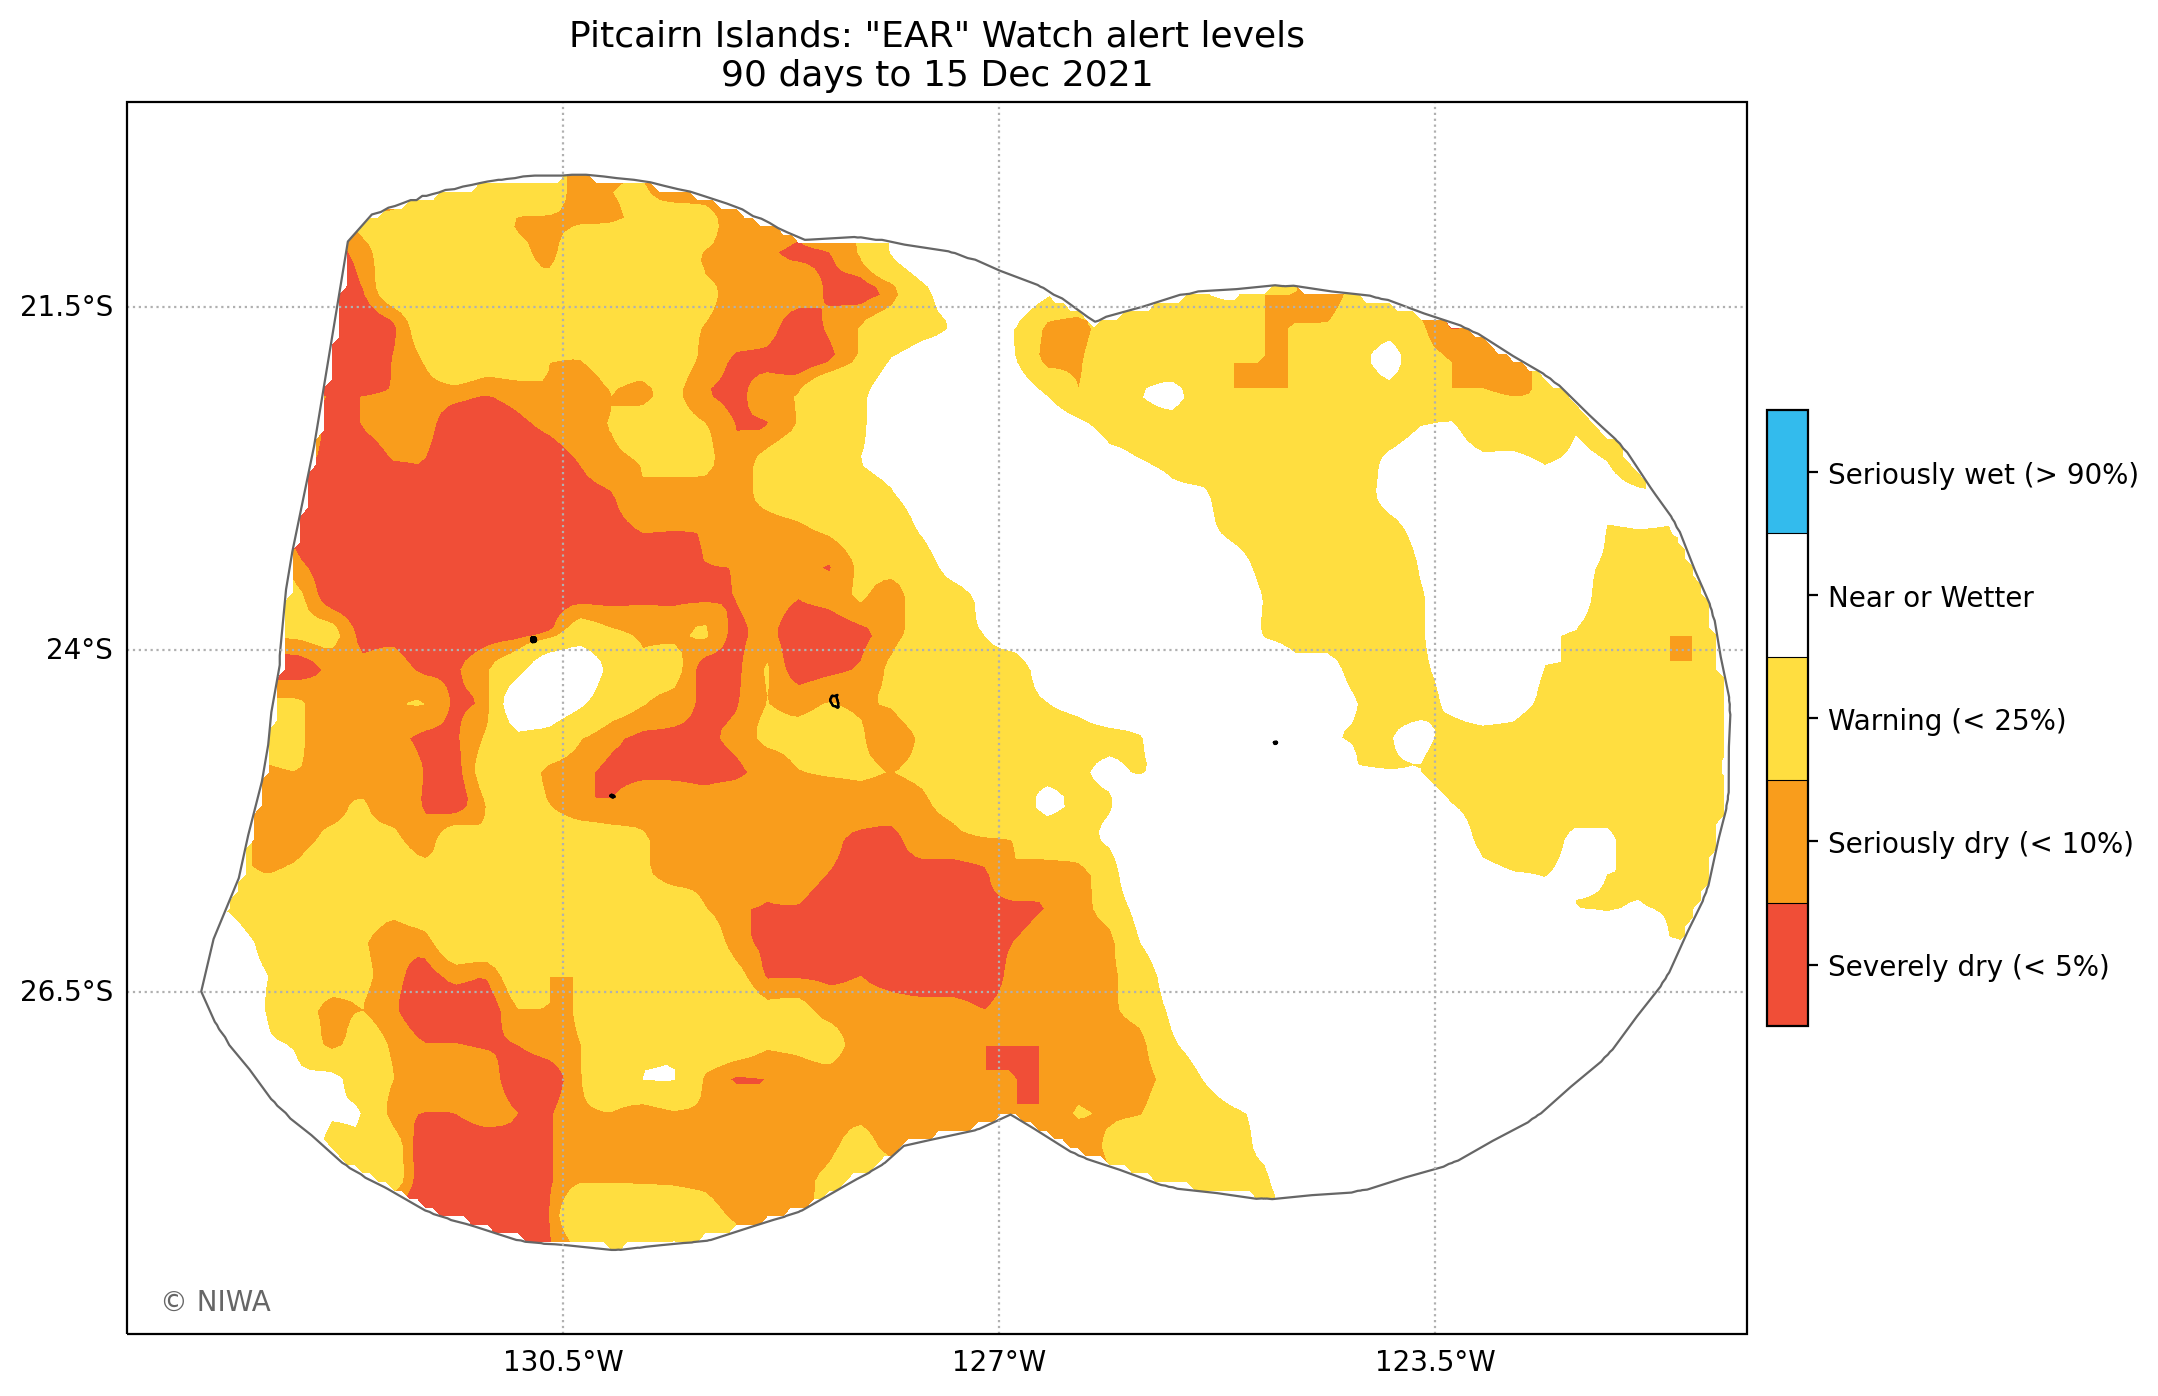 Pitcairn Islands: "EAR" Watch alert levels
90 days to 15 Dec 2021
21.5°S
24°S
26.5°S
130.5°W
127°W
123.5°W
Seriously wet (> 90%)
Near or Wetter
Warning (< 25%)
Seriously dry (< 10%)
Severely dry (< 5%)
© NIWA